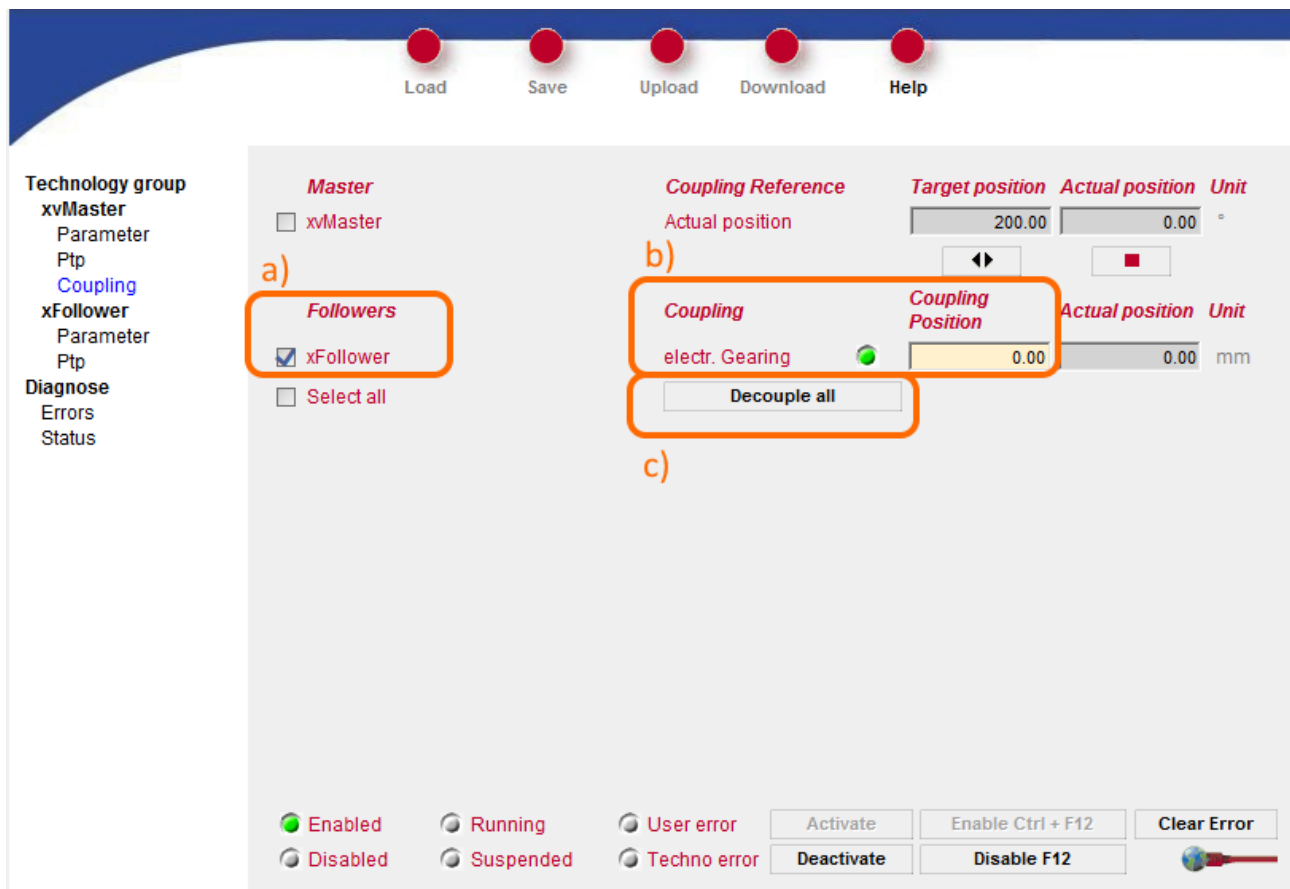 Load Save Upload Download Help
Technology group
xvMaster
Parameter
Ptp
Coupling
xFollower
Parameter
Ptp
Diagnose
Errors
Status
Master Coupling Reference Target position Actual position Unit
xvMaster Actual position 200.00 0.00 °
a) b)
Followers Coupling Coupling Position Actual position Unit
xFollower electr. Gearing 0.00 0.00 mm
Select all Decouple all
c)
Enabled Running User error Activate Enable Ctrl + F12 Clear Error
Disabled Suspended Techno error Deactivate Disable F12